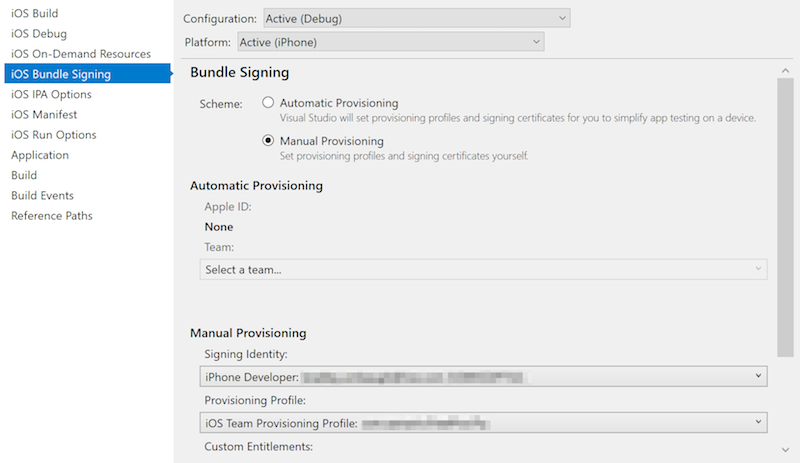 iOS Build
iOS Debug
iOS On-Demand Resources
iOS Bundle Signing
iOS IPA Options
iOS Manifest
iOS Run Options
Application
Build
Build Events
Reference Paths
Configuration: Active (Debug)
Platform: Active (iPhone)
Bundle Signing
Scheme: Automatic Provisioning
Visual Studio will set provisioning profiles and signing certificates for you to simplify app testing on a device.
Manual Provisioning
Set provisioning profiles and signing certificates yourself.
Automatic Provisioning
Apple ID:
None
Team:
Select a team...
Manual Provisioning
Signing Identity:
iPhone Developer:
Provisioning Profile:
iOS Team Provisioning Profile:
Custom Entitlements: